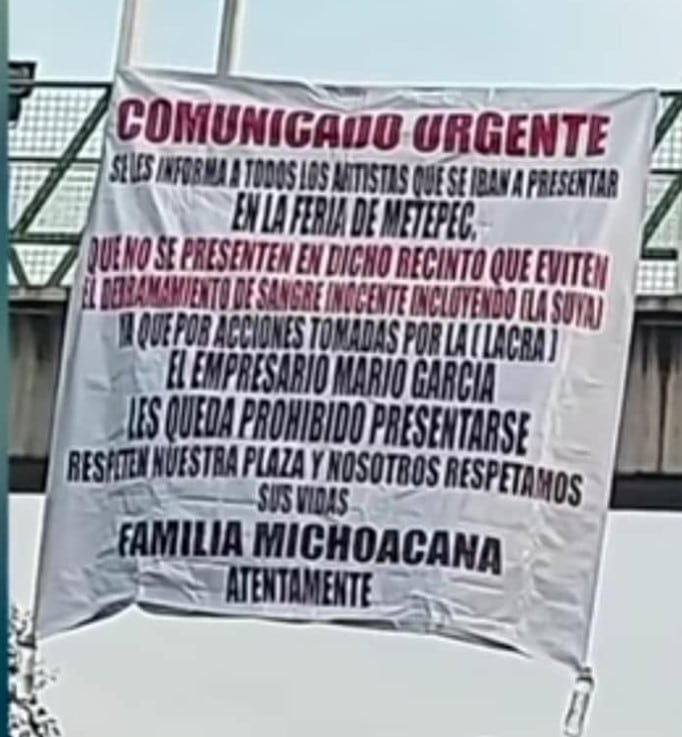 COMUNICADO URGENTE
SE LES INFORMA A TODOS LOS ARTISTAS QUE SE IBAN A PRESENTAR
EN LA FERIA DE METEPEC.
QUE NO SE PRESENTEN EN DICHO RECINTO QUE EVITEN
EL DERRAMAMIENTO DE SANGRE INOCENTE INCLUYENDO (LA SUYA)
YA QUE POR ACCIONES TOMADAS POR LA (LACRA)
EL EMPRESARIO MARIO GARCIA
LES QUEDA PROHIBIDO PRESENTARSE
RESPETEN NUESTRA PLAZA Y NOSOTROS RESPETAMOS
SUS VIDAS
FAMILIA MICHOACANA
ATENTAMENTE